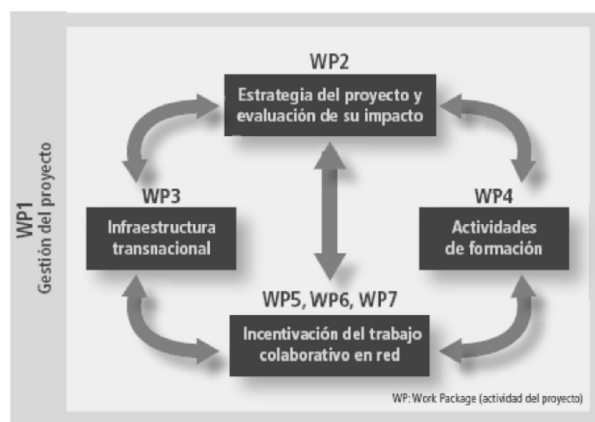 WP1
Gestión del proyecto
WP2
Estrategia del proyecto y
evaluación de su impacto
WP3
Infraestructura
transnacional
WP4
Actividades
de formación
WP5, WP6, WP7
Incentivación del trabajo
colaborativo en red
WP: Work Package (actividad del proyecto)